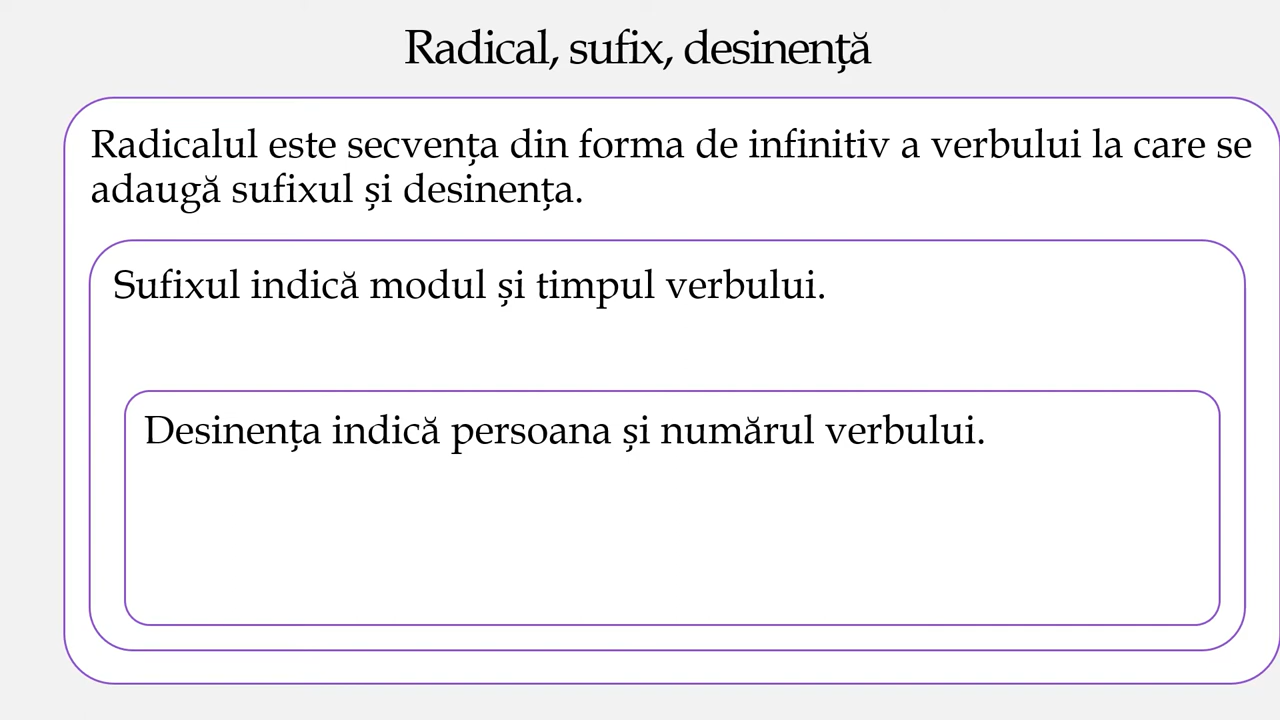 Radical, sufix, desinență
Radicalul este secvența din forma de infinitiv a verbului la care se
adaugă sufixul și desinența.
Sufixul indică modul și timpul verbului.
Desinența indică persoana și numărul verbului.